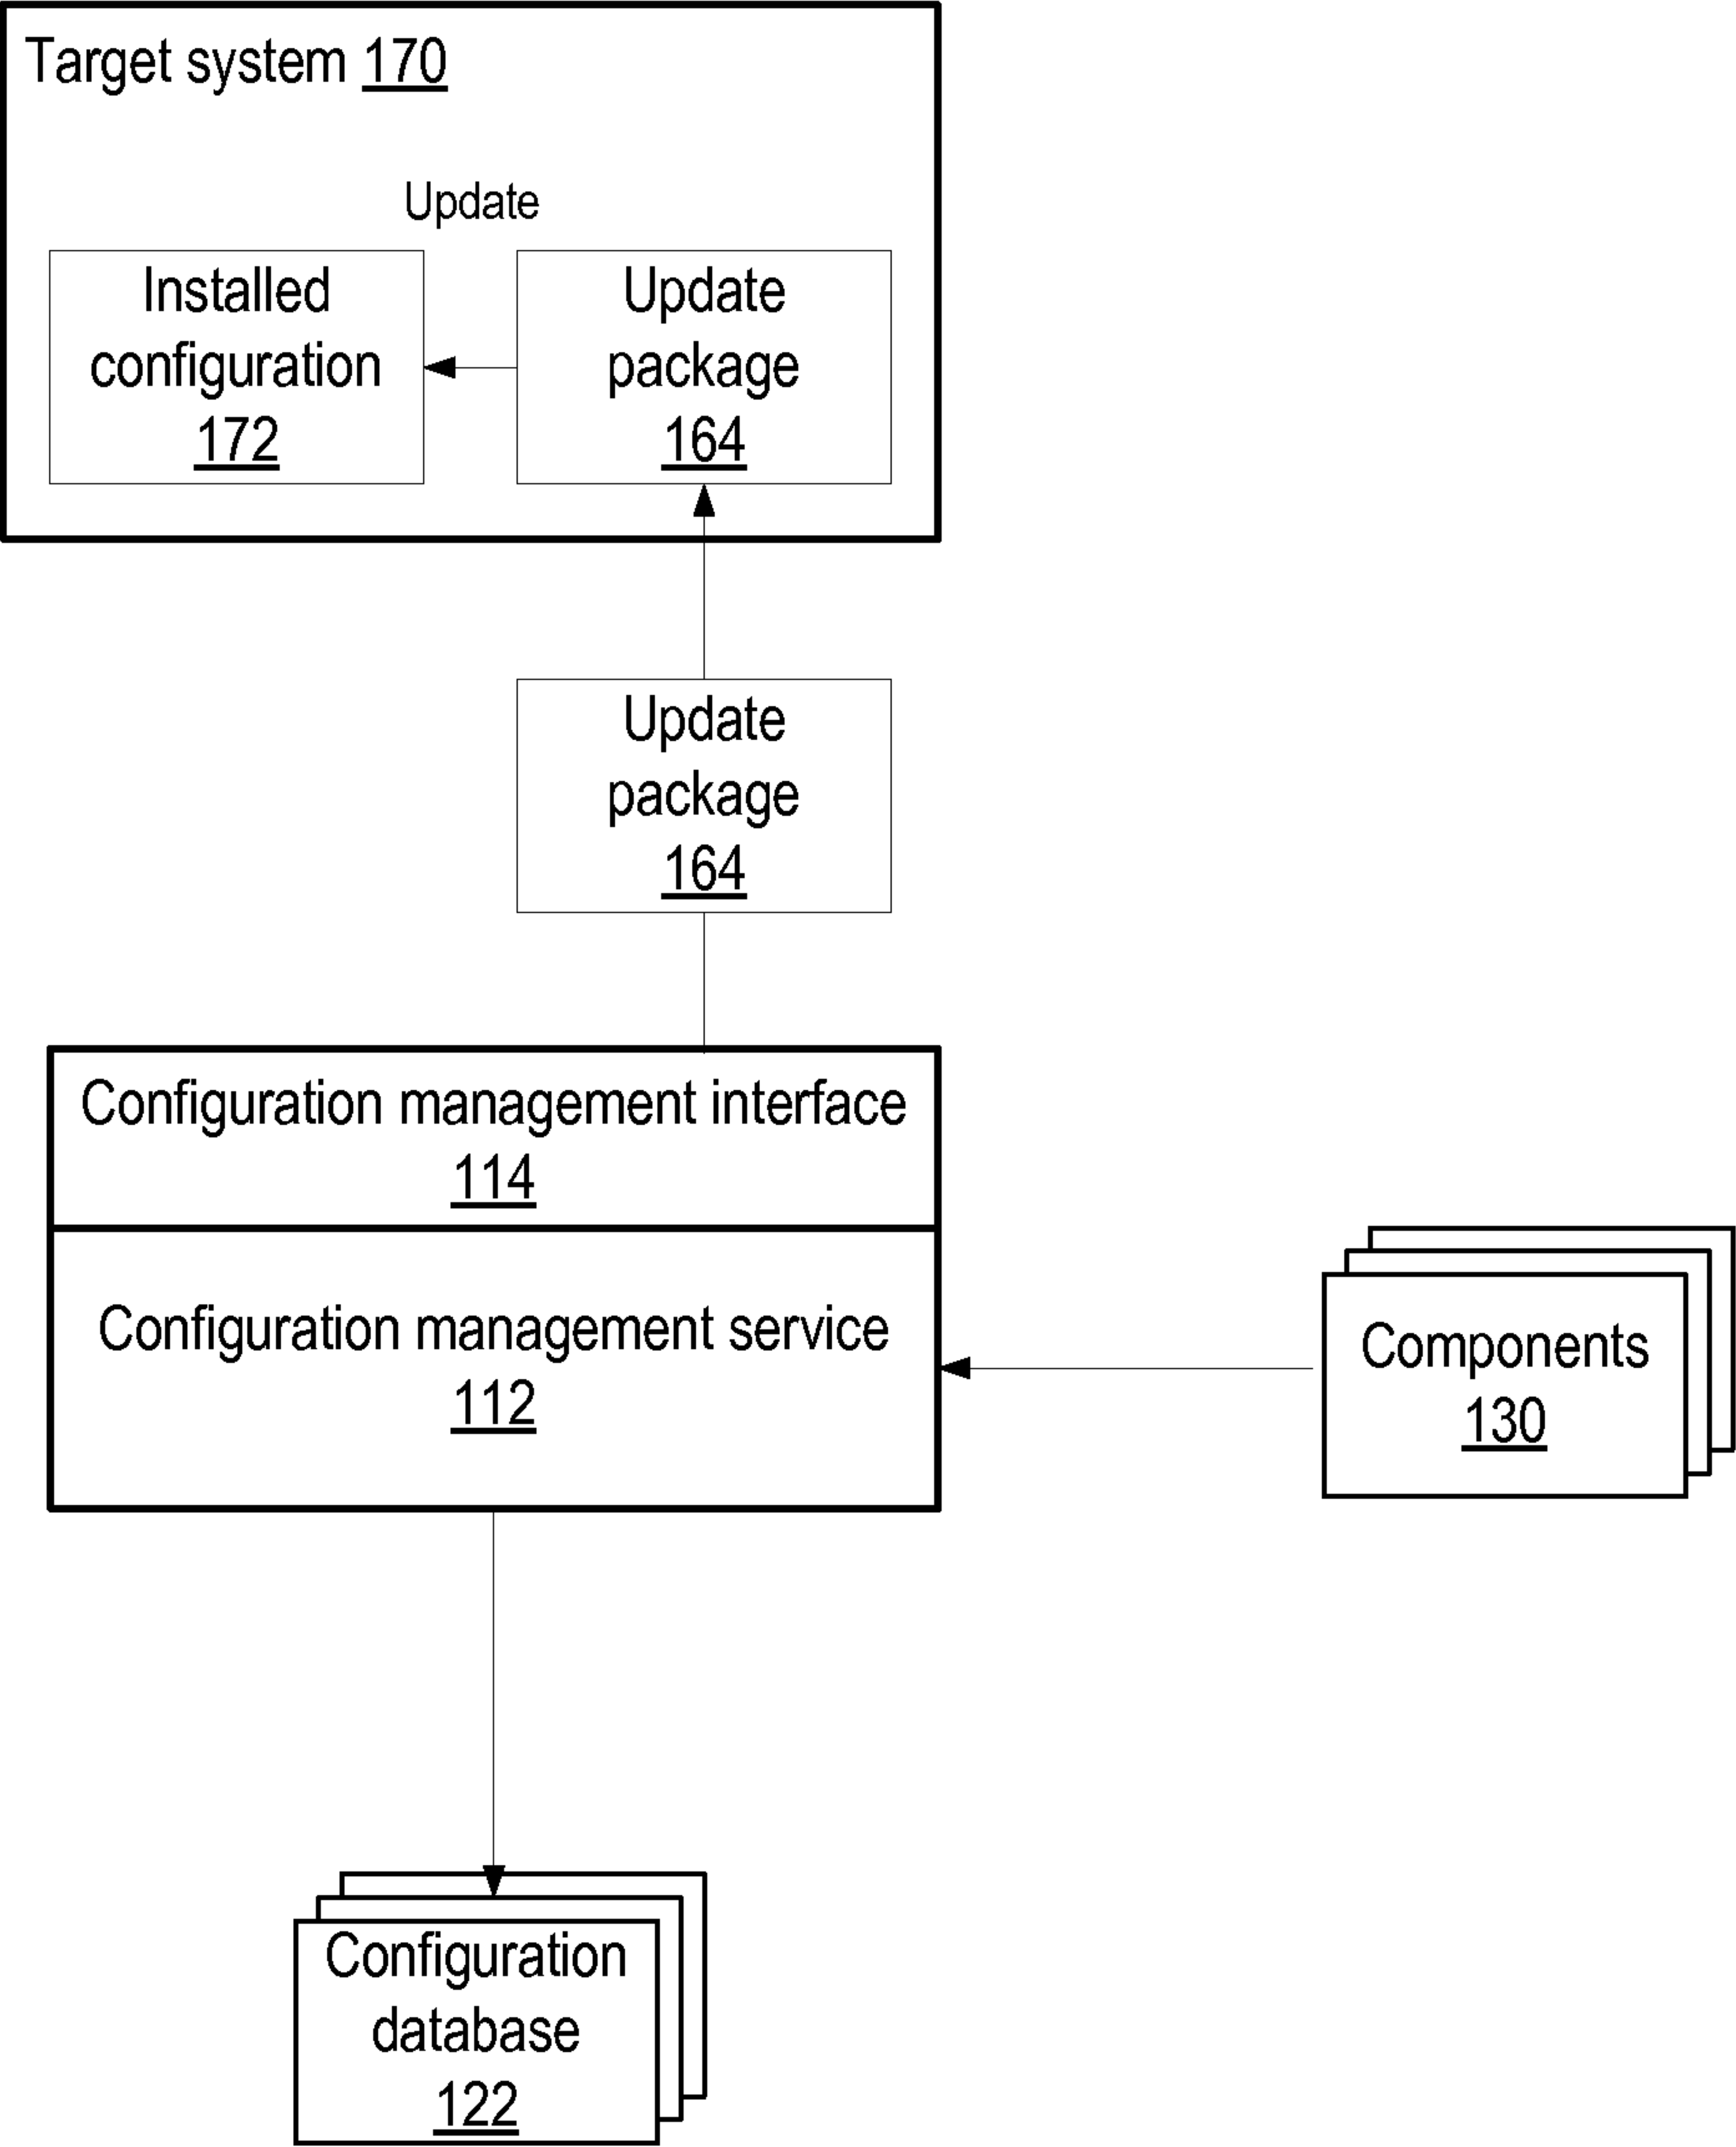 Target system 170
Update
Installed
configuration
172
Update
package
164
Update
package
164
Configuration management interface
114
Configuration management service
112
Components
130
Configuration
database
122